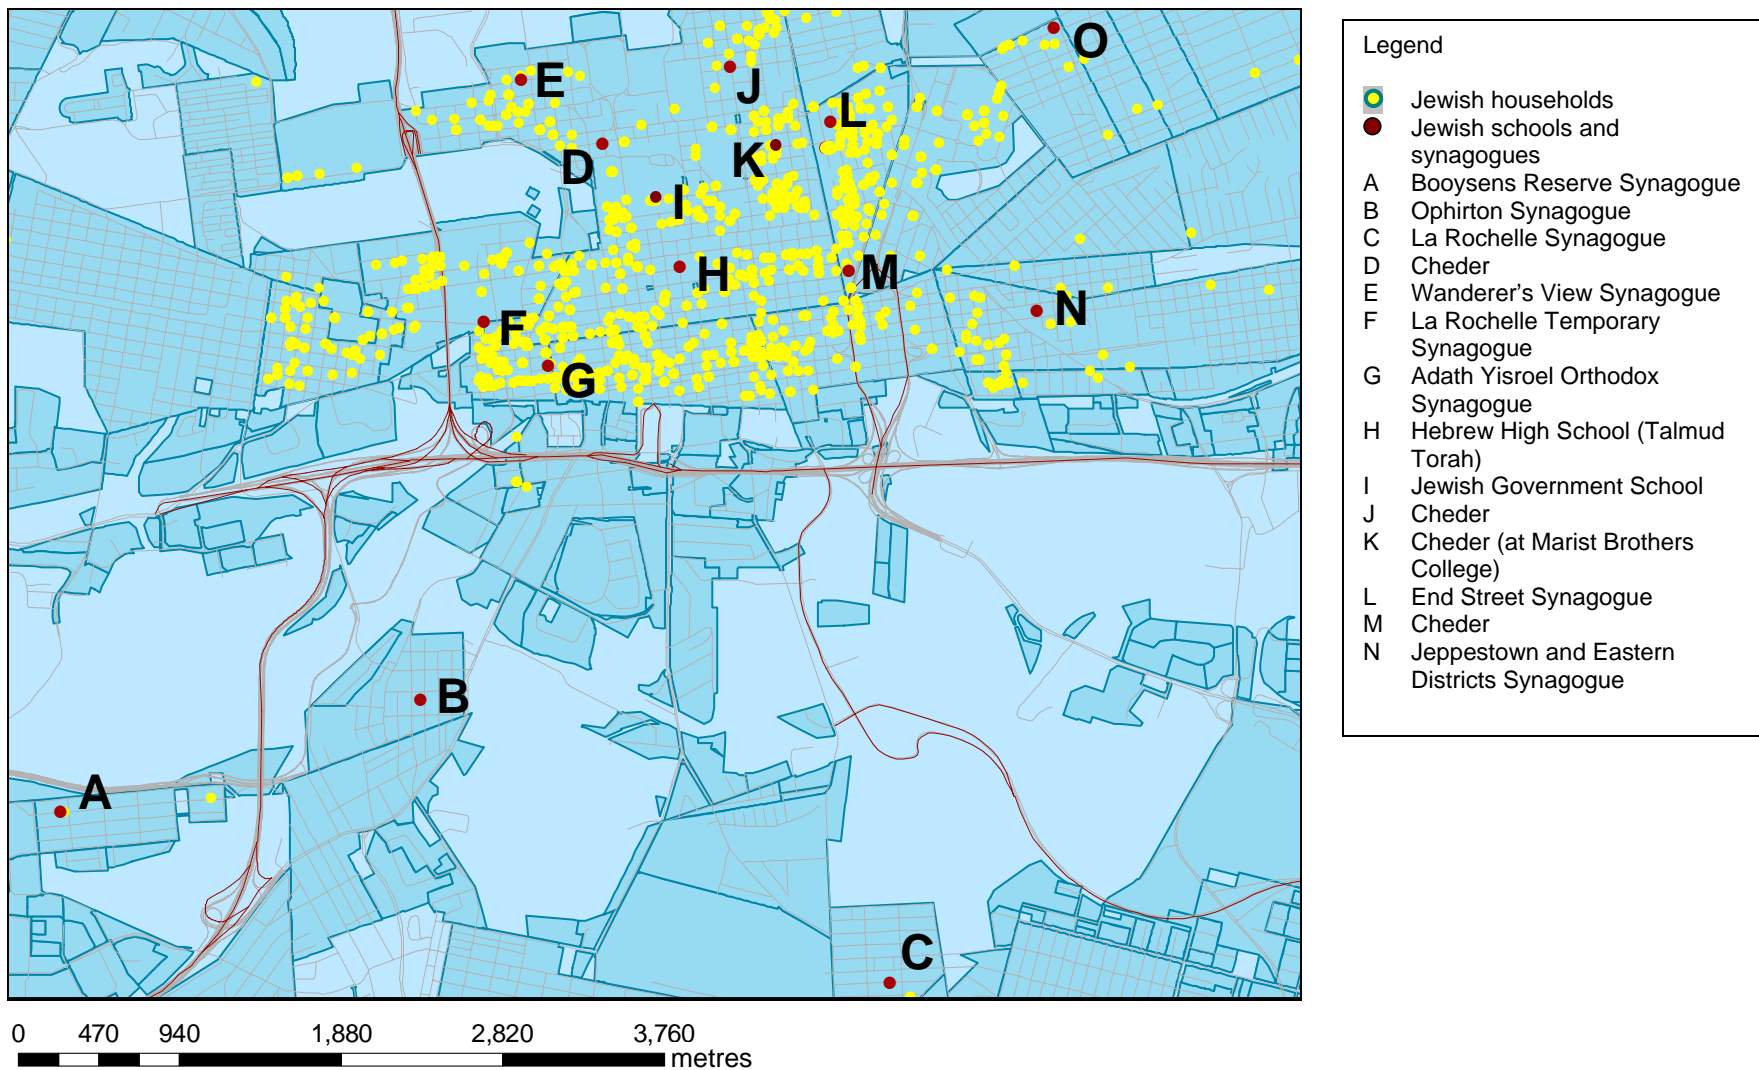 O
E
J
L
D
K
I
H
M
N
F
G
B
A
C
0 470 940 1,880 2,820 3,760
metres
Legend
Jewish households
Jewish schools and
synagogues
A Booysens Reserve Synagogue
B Ophirton Synagogue
C La Rochelle Synagogue
D Cheder
E Wanderer's View Synagogue
F La Rochelle Temporary
Synagogue
G Adath Yisroel Orthodox
Synagogue
H Hebrew High School (Talmud
Torah)
I Jewish Government School
J Cheder
K Cheder (at Marist Brothers
College)
L End Street Synagogue
M Cheder
N Jeppestown and Eastern
Districts Synagogue